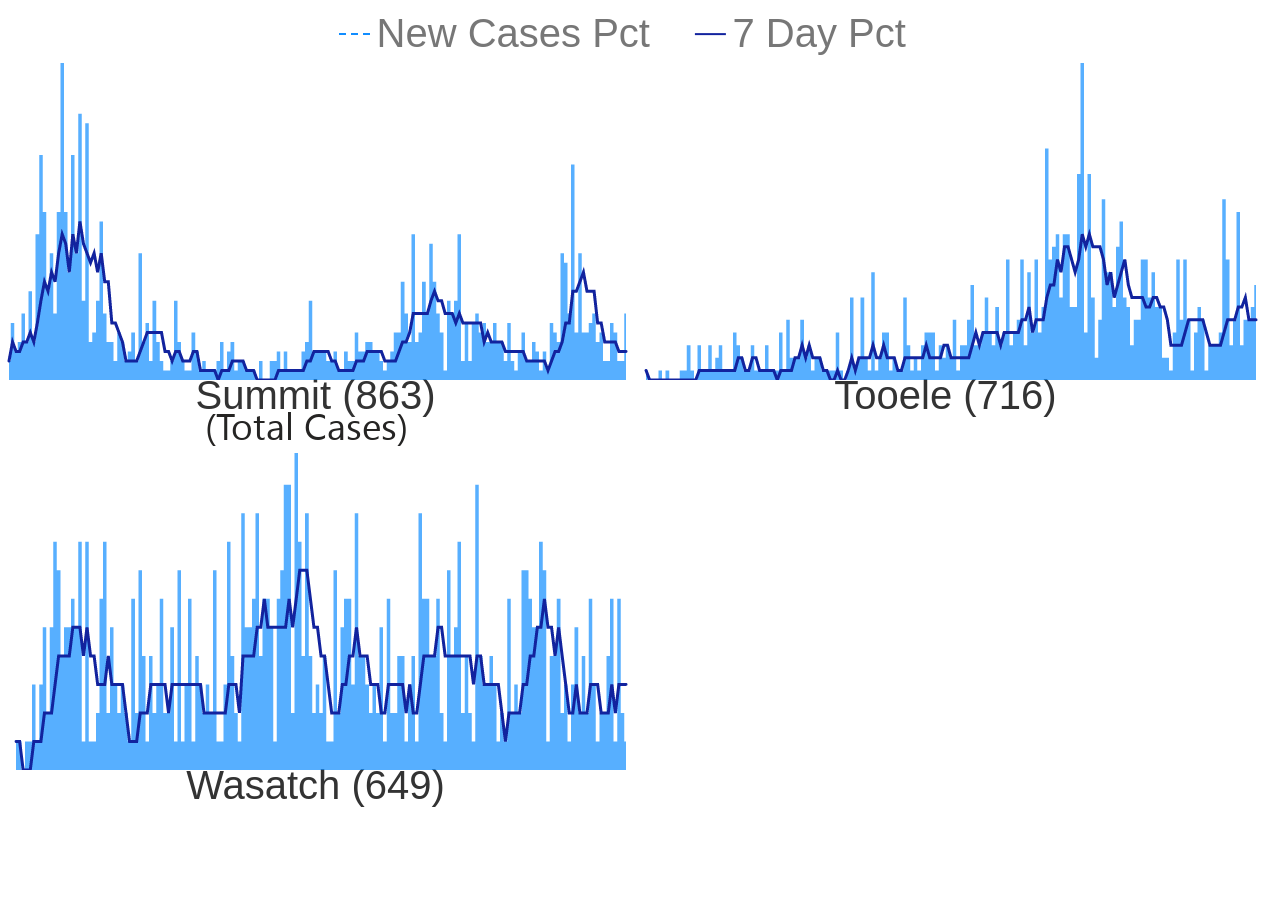 New Cases Pct 7 Day Pct
Summit (863)
(Total Cases)
Tooele (716)
Wasatch (649)